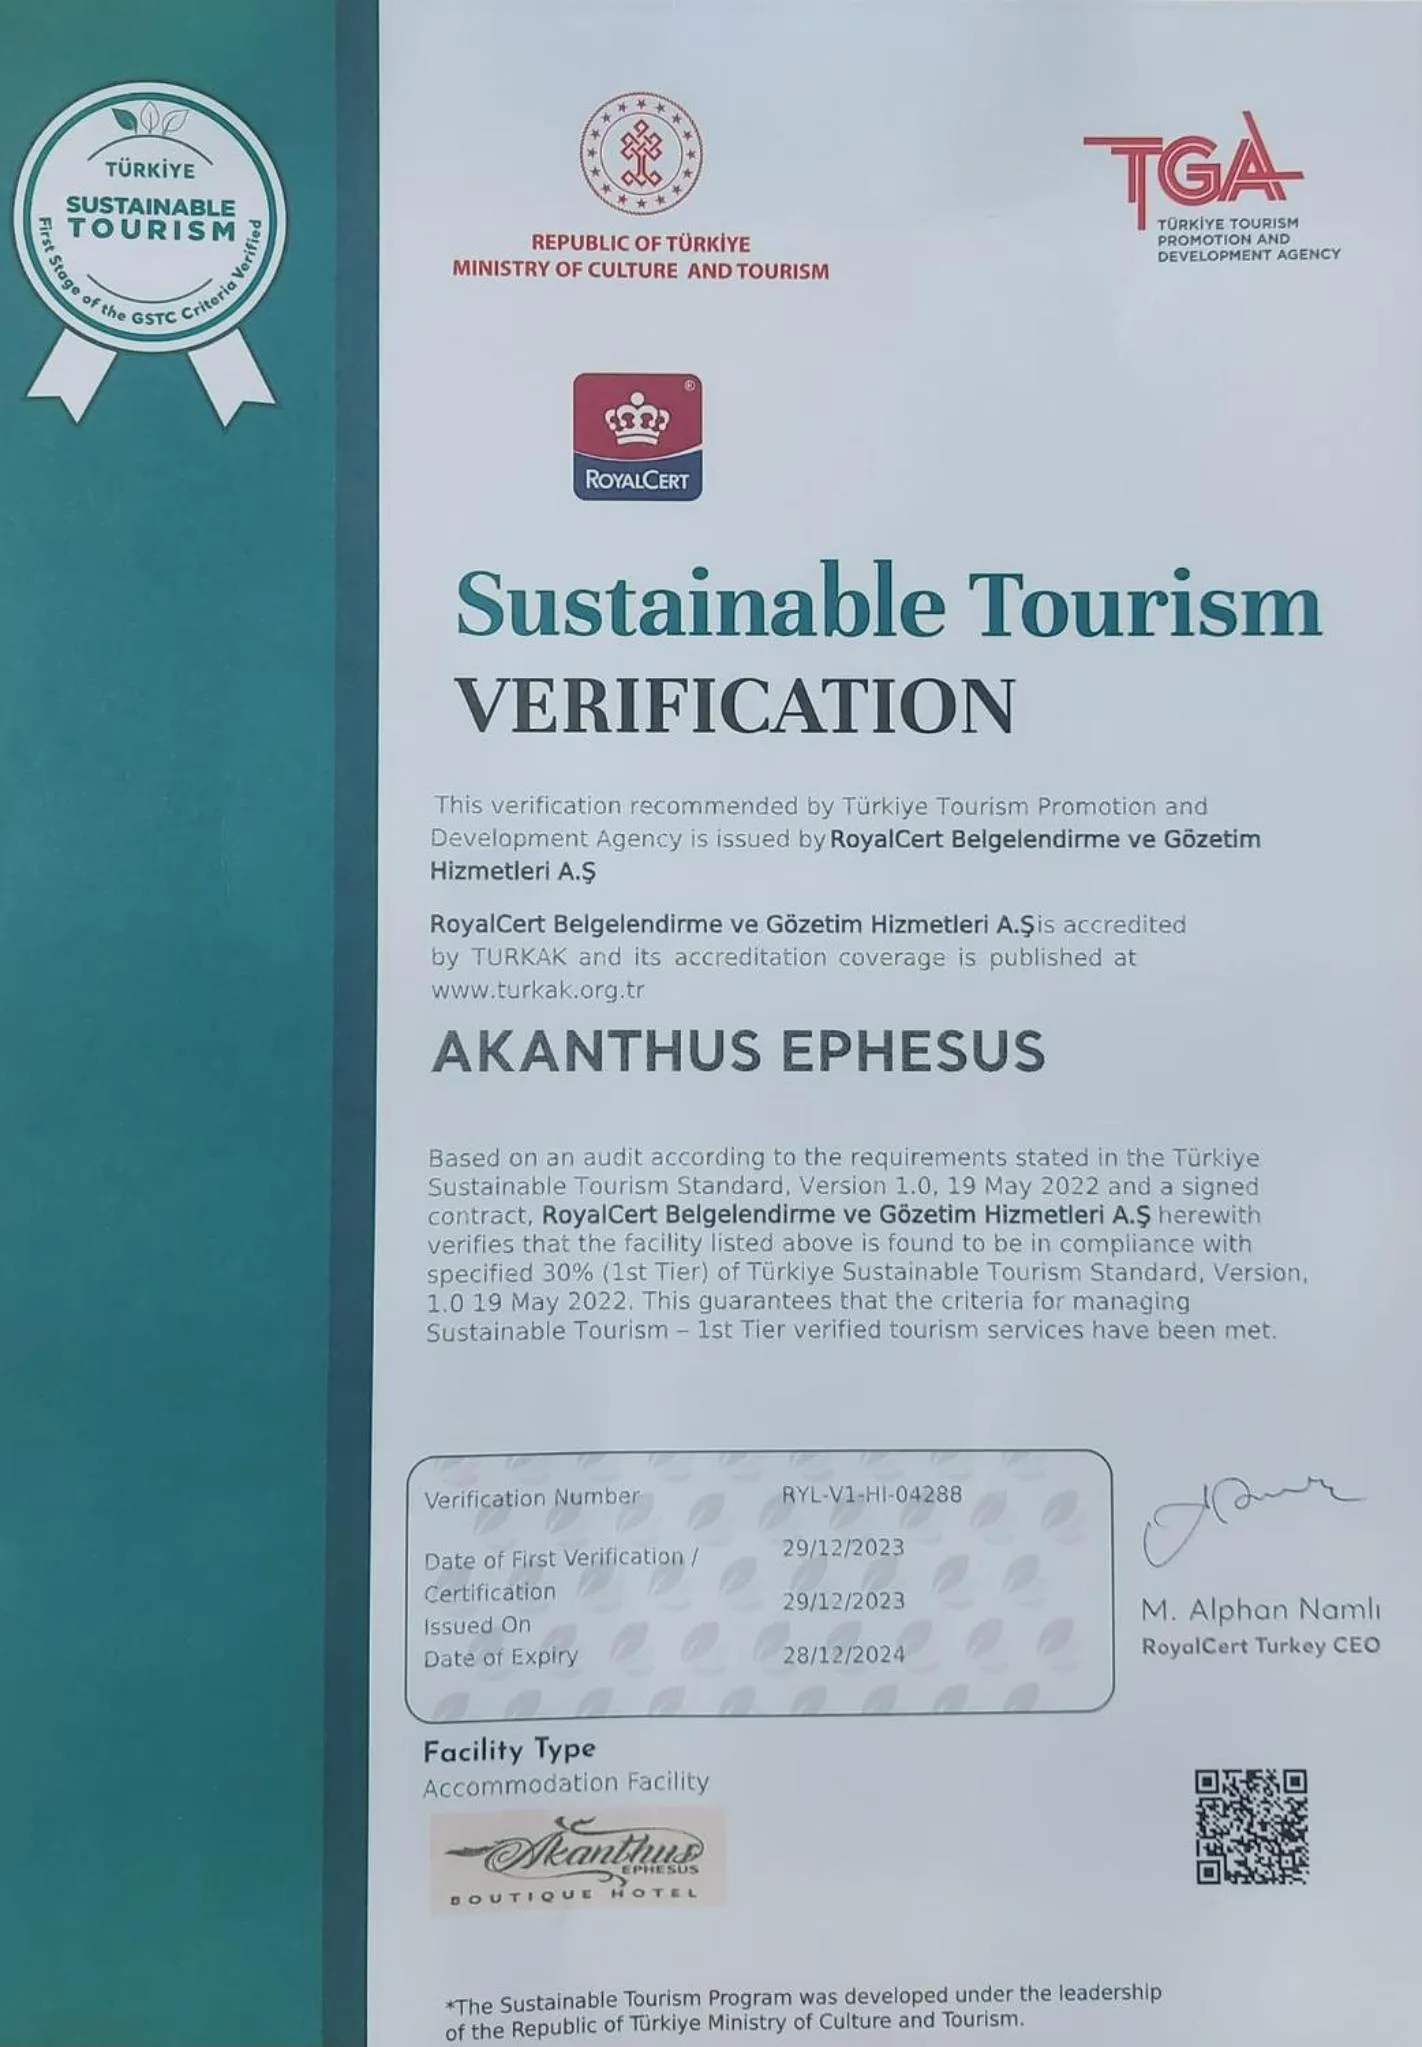 TÜRKİYE
SUSTAINABLE
TOURISM
First Stage of the GSTC Criteria Verified
REPUBLIC OF TÜRKİYE
MINISTRY OF CULTURE AND TOURISM
TGA
TÜRKİYE TOURISM
PROMOTION AND
DEVELOPMENT AGENCY
®
ROYALCERT
Sustainable Tourism
VERIFICATION
This verification recommended by Türkiye Tourism Promotion and
Development Agency is issued by RoyalCert Belgelendirme ve Gözetim
Hizmetleri A.Ş
RoyalCert Belgelendirme ve Gözetim Hizmetleri A.Ş is accredited
by TURKAK and its accreditation coverage is published at
www.turkak.org.tr
AKANTHUS EPHESUS
Based on an audit according to the requirements stated in the Türkiye
Sustainable Tourism Standard, Version 1.0, 19 May 2022 and a signed
contract, RoyalCert Belgelendirme ve Gözetim Hizmetleri A.Ş herewith
verifies that the facility listed above is found to be in compliance with
specified 30% (1st Tier) of Türkiye Sustainable Tourism Standard, Version,
1.0 19 May 2022. This guarantees that the criteria for managing
Sustainable Tourism – 1st Tier verified tourism services have been met.
Verification Number RYL-V1-HI-04288
Date of First Verification / 29/12/2023
Certification
Issued On 29/12/2023
Date of Expiry 28/12/2024
M. Alphan Namlı
RoyalCert Turkey CEO
Facility Type
Accommodation Facility
Akanthus
EPHESUS
BOUTIQUE HOTEL
*The Sustainable Tourism Program was developed under the leadership
of the Republic of Türkiye Ministry of Culture and Tourism.